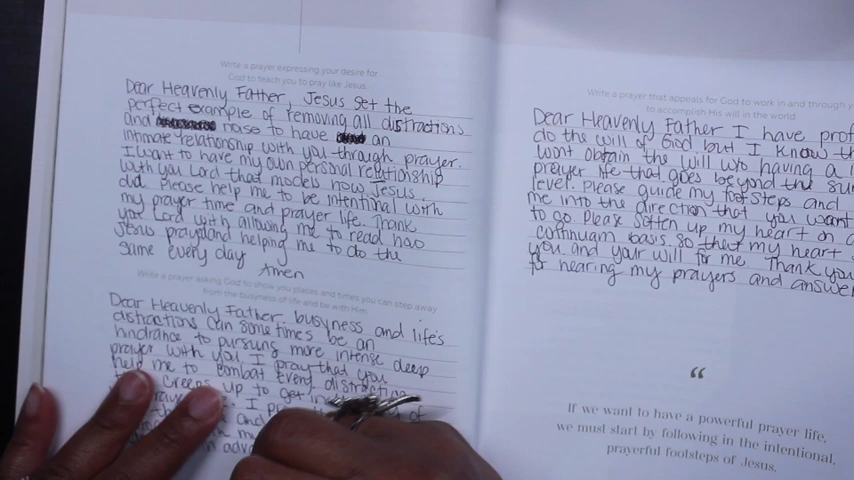 Write a prayer expressing your desire for
God to teach you to pray like Jesus.
Dear Heavenly Father, Jesus set the
perfect example of removing all distractions
and noise to have an
intimate relationship with you through prayer.
I want to have my own personal relationship
with you Lord that models how Jesus
did. Please help me to be intentinal with
my prayer time and prayer life. Thank
you Lord with allowing me to read how
Jesus prayd and helping me to do the
same every day
Amen
Write a prayer asking God to show you places and times you can step away
from the busyness of life and be with Him.
Dear Heavenly Father, busyness and life's
distractions can some times be an
hindrance to pursuing more intense deep
prayer with you. I pray that you
help me to combat every distraction
creeps up to get in
of
Write a prayer that appeals for God to work in and through
to accomplish His will in the world
Dear Heavenly Father I have
do the will of God but I know
wont obtain the will w/o having a
prayer life that goes beyond the
level. Please guide my footsteps and
me into the direction that you want
to go. Please soften up my heart on
continuam basis so that my heart
you and your will for me. Thank you
for hearing my prayers and
“
If we want to have a powerful prayer life,
we must start by following in the intentional,
prayerful footsteps of Jesus.